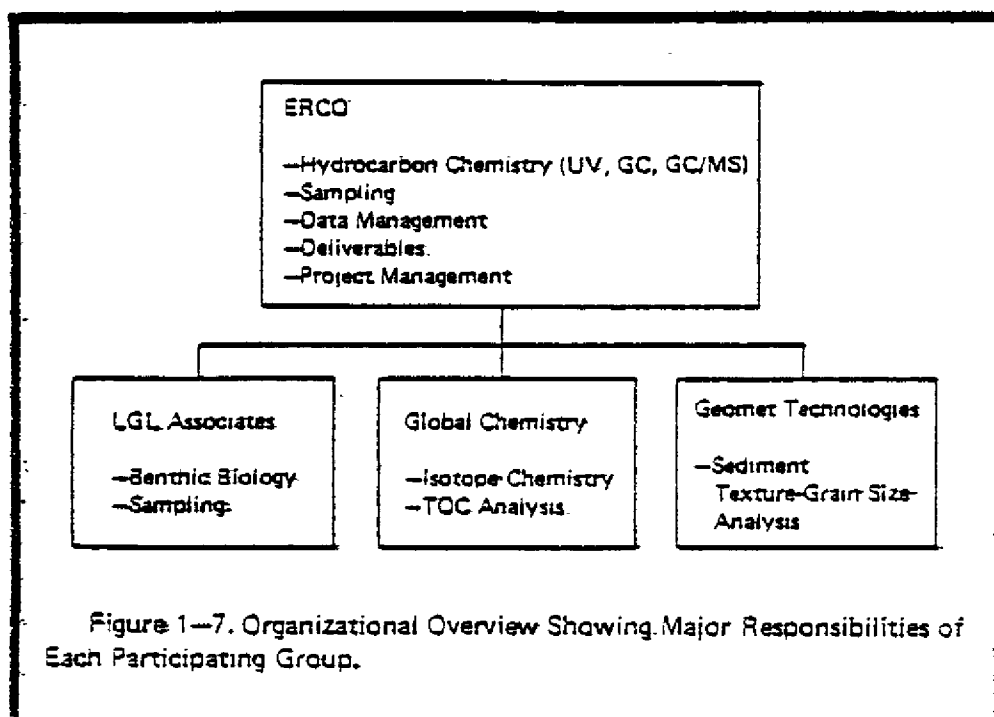 ERCO
—Hydrocarbon Chemistry (UV, GC, GC/MS)
—Sampling
—Data Management
—Deliverables.
—Project Management
LGL Associates
—Benthic Biology
—Sampling.
Global Chemistry
—Isotope Chemistry
—TOC Analysis.
Geomet Technologies
—Sediment
Texture-Grain Size
Analysis
Figure 1—7. Organizational Overview Showing Major Responsibilities of
Each Participating Group.